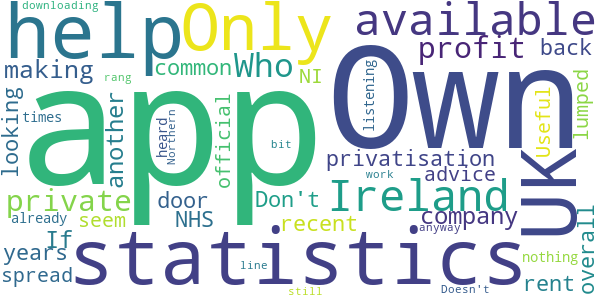 downloading
help
Only
available
making
common
Who
profit
back
rang
NI
looking
app
Own
times
another
heard
Northern
official
listening
Useful
lumped
bit
privatisation
UK
work
advice
private
door
Don't
Ireland
already
seem
NHS
recent
company
If
anyway
overall
years
statistics
nothing
spread
line
Doesn't
rent
still